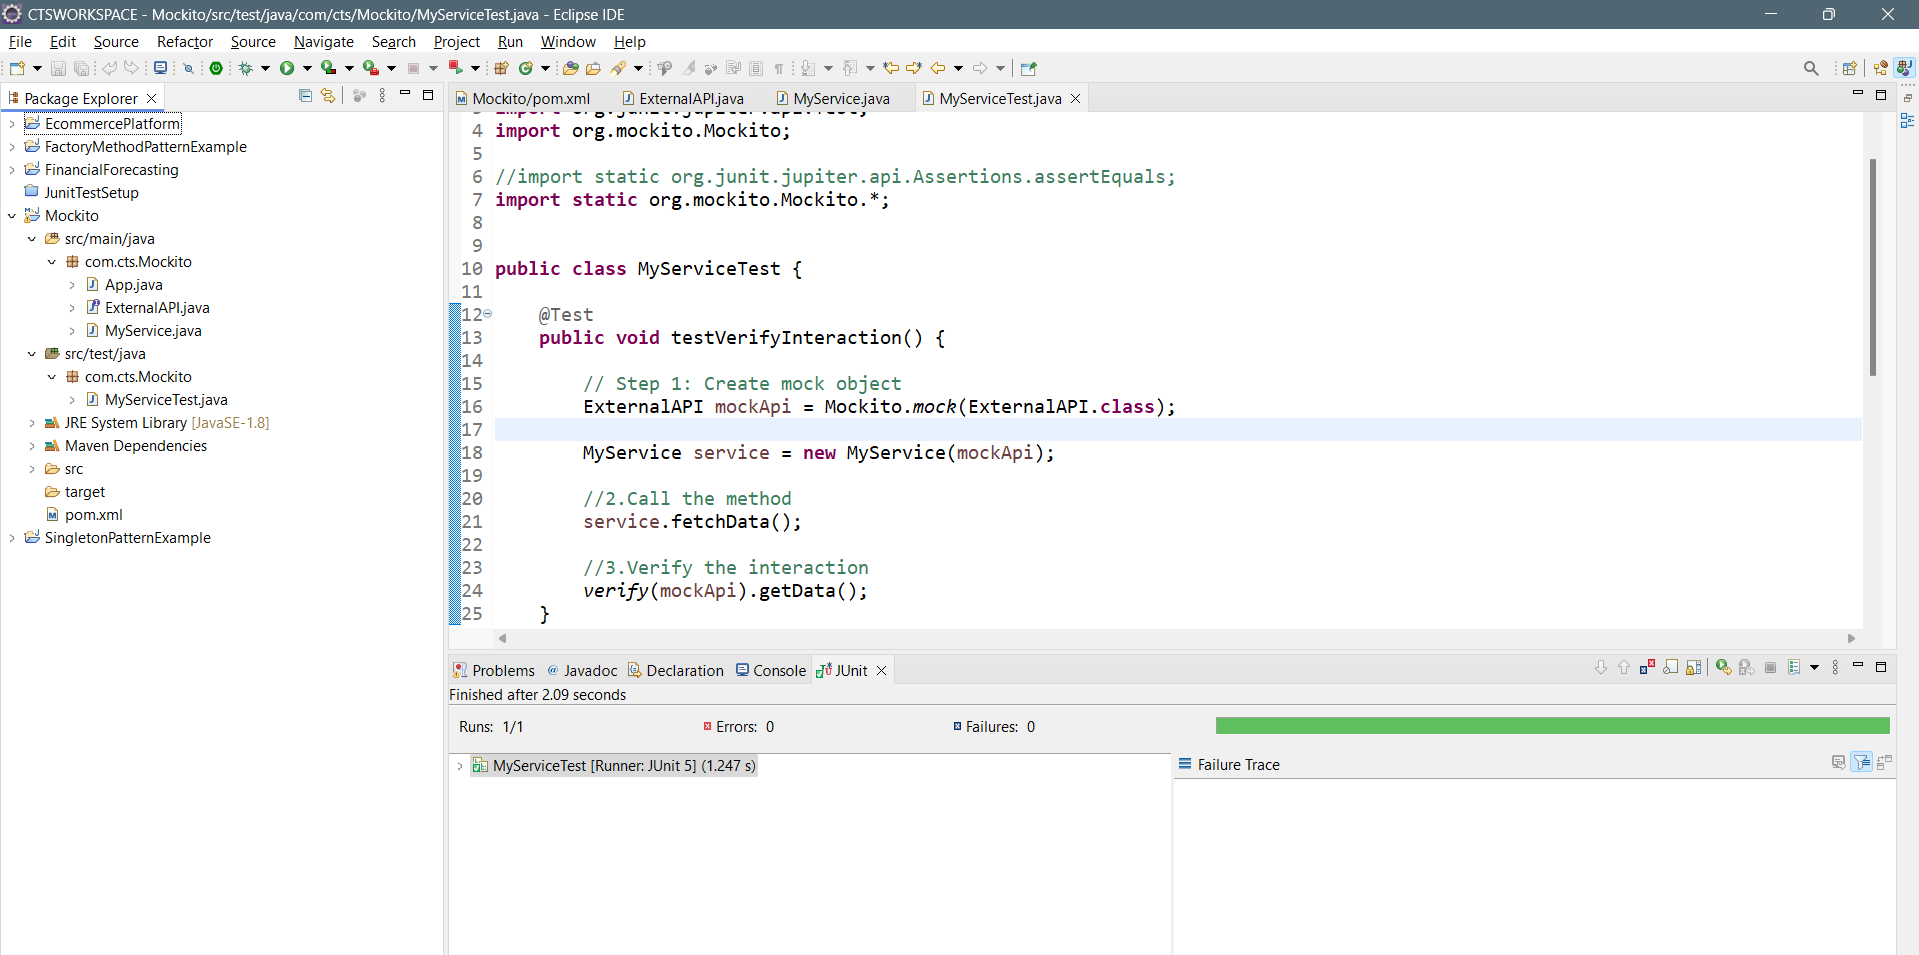 CTSWORKSPACE - Mockito/src/test/java/com/cts/Mockito/MyServiceTest.java - Eclipse IDE
File Edit Source Refactor Source Navigate Search Project Run Window Help
Package Explorer
EcommercePlatform
FactoryMethodPatternExample
FinancialForecasting
JunitTestSetup
Mockito
src/main/java
com.cts.Mockito
App.java
ExternalAPI.java
MyService.java
src/test/java
com.cts.Mockito
MyServiceTest.java
JRE System Library [JavaSE-1.8]
Maven Dependencies
src
target
pom.xml
SingletonPatternExample
Mockito/pom.xml ExternalAPI.java MyService.java MyServiceTest.java
3 import org.junit.jupiter.api.Test;
4 import org.mockito.Mockito;
5
6 //import static org.junit.jupiter.api.Assertions.assertEquals;
7 import static org.mockito.Mockito.*;
8
9
10 public class MyServiceTest {
11
12 @Test
13 public void testVerifyInteraction() {
14
15 // Step 1: Create mock object
16 ExternalAPI mockApi = Mockito.mock(ExternalAPI.class);
17
18 MyService service = new MyService(mockApi);
19
20 //2.Call the method
21 service.fetchData();
22
23 //3.Verify the interaction
24 verify(mockApi).getData();
25 }
Problems Javadoc Declaration Console JUnit
Finished after 2.09 seconds
Runs: 1/1 Errors: 0 Failures: 0
MyServiceTest [Runner: JUnit 5] (1.247 s)
Failure Trace